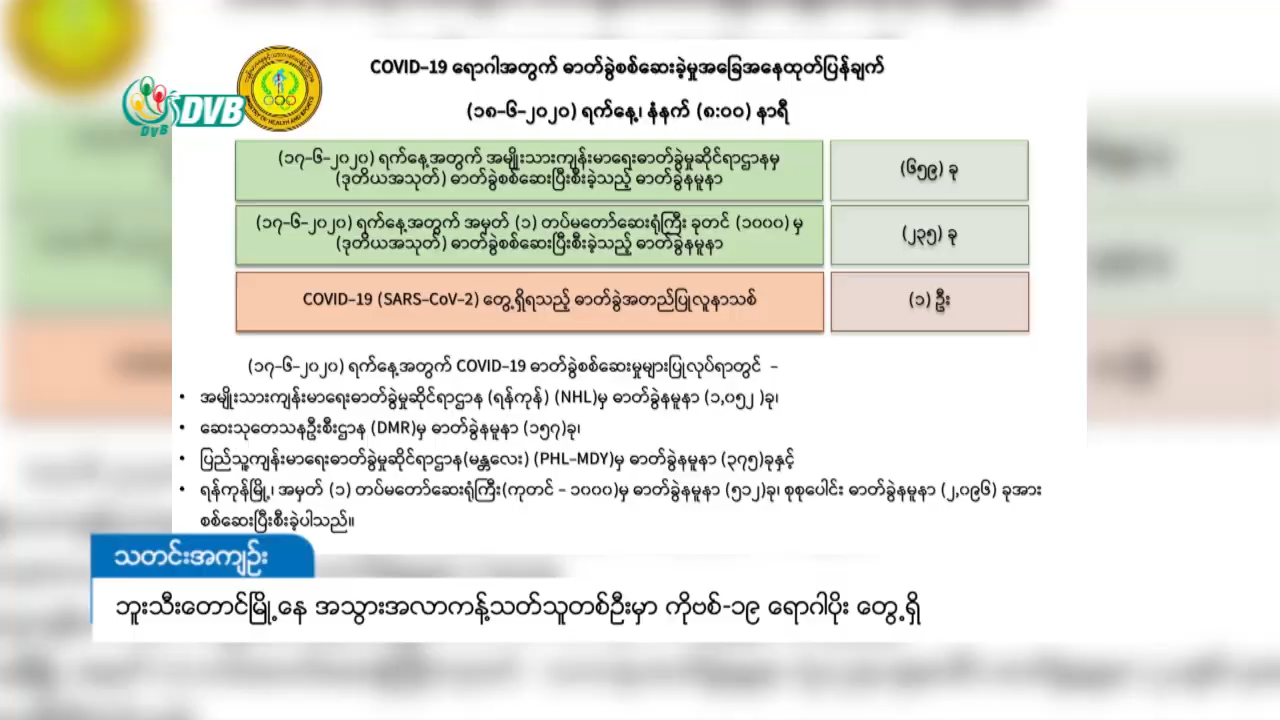 COVID-19 ရောဂါအတွက် ဓာတ်ခွဲစစ်ဆေးခဲ့မှုအခြေအနေထုတ်ပြန်ချက်
(၁၈-၆-၂၀၂၀) ရက်နေ့၊ နံနက် (၈:၀၀) နာရီ
DVB
DVB
(၁၇-၆-၂၀၂၀) ရက်နေ့အတွက် အမျိုးသားကျန်းမာရေးဓာတ်ခွဲမှုဆိုင်ရာဌာနမှ
(ဒုတိယအသုတ်) ဓာတ်ခွဲစစ်ဆေးပြီးစီးခဲ့သည့် ဓာတ်ခွဲနမူနာ
(၆၅၉) ခု
(၁၇-၆-၂၀၂၀) ရက်နေ့အတွက် အမှတ် (၁) တပ်မတော်ဆေးရုံကြီး ခုတင် (၁၀၀၀) မှ
(ဒုတိယအသုတ်) ဓာတ်ခွဲစစ်ဆေးပြီးစီးခဲ့သည့် ဓာတ်ခွဲနမူနာ
(၂၃၅) ခု
COVID-19 (SARS-CoV-2) တွေ့ရှိရသည့် ဓာတ်ခွဲအတည်ပြုလူနာသစ်
(၁) ဦး
(၁၇-၆-၂၀၂၀) ရက်နေ့အတွက် COVID-19 ဓာတ်ခွဲစစ်ဆေးမှုများပြုလုပ်ရာတွင် -
• အမျိုးသားကျန်းမာရေးဓာတ်ခွဲမှုဆိုင်ရာဌာန (ရန်ကုန်) (NHL)မှ ဓာတ်ခွဲနမူနာ (၁,၀၅၂ )ခု၊
• ဆေးသုတေသနဦးစီးဌာန (DMR)မှ ဓာတ်ခွဲနမူနာ (၁၅၇)ခု၊
• ပြည်သူ့ကျန်းမာရေးဓာတ်ခွဲမှုဆိုင်ရာဌာန(မန္တလေး) (PHL-MDY)မှ ဓာတ်ခွဲနမူနာ (၃၇၅)ခုနှင့်
• ရန်ကုန်မြို့၊ အမှတ် (၁) တပ်မတော်ဆေးရုံကြီး(ကုတင် - ၁၀၀၀)မှ ဓာတ်ခွဲနမူနာ (၅၁၂)ခု၊ စုစုပေါင်း ဓာတ်ခွဲနမူနာ (၂,၀၉၆) ခုအား
စစ်ဆေးပြီးစီးခဲ့ပါသည်။
သတင်းအကျဉ်း
ဘူးသီးတောင်မြို့နေ အသွားအလာကန့်သတ်သူတစ်ဦးမှာ ကိုဗစ်-၁၉ ရောဂါပိုး တွေ့ရှိ